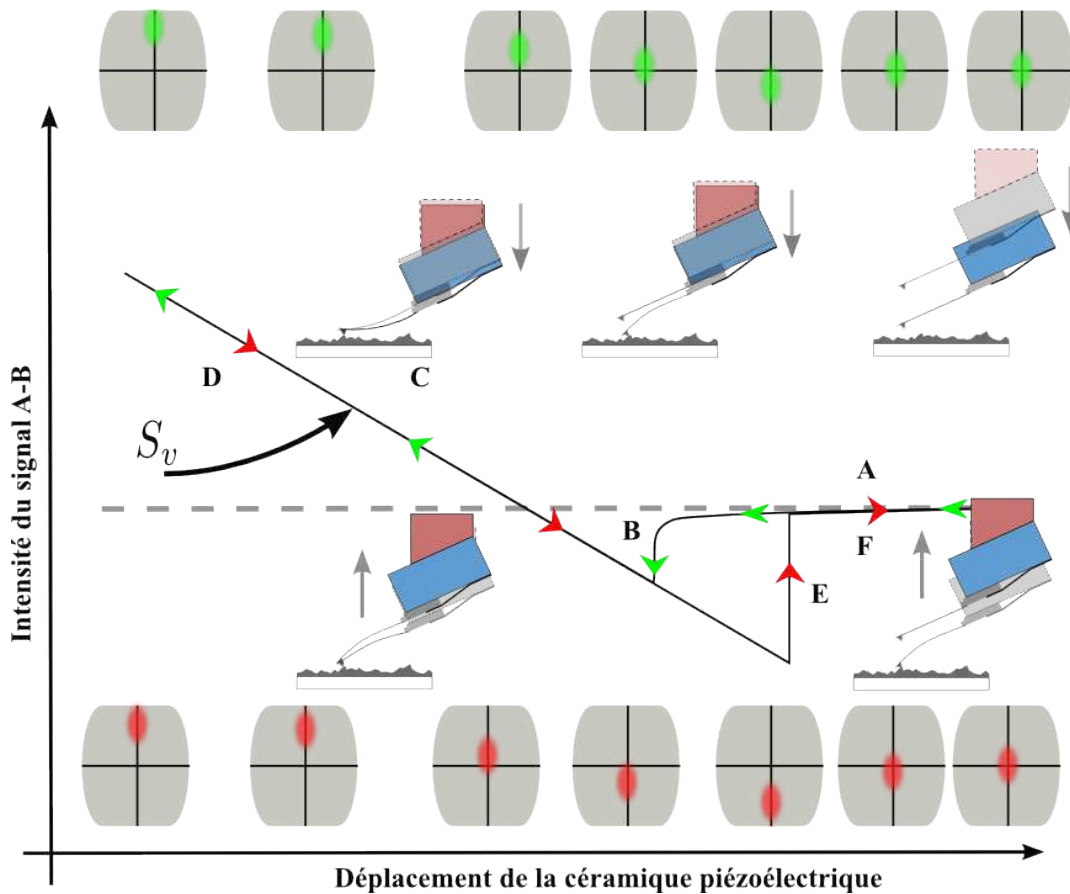 Intensité du signal A-B
D
C
S_v
A
B
F
E
Déplacement de la céramique piézoélectrique